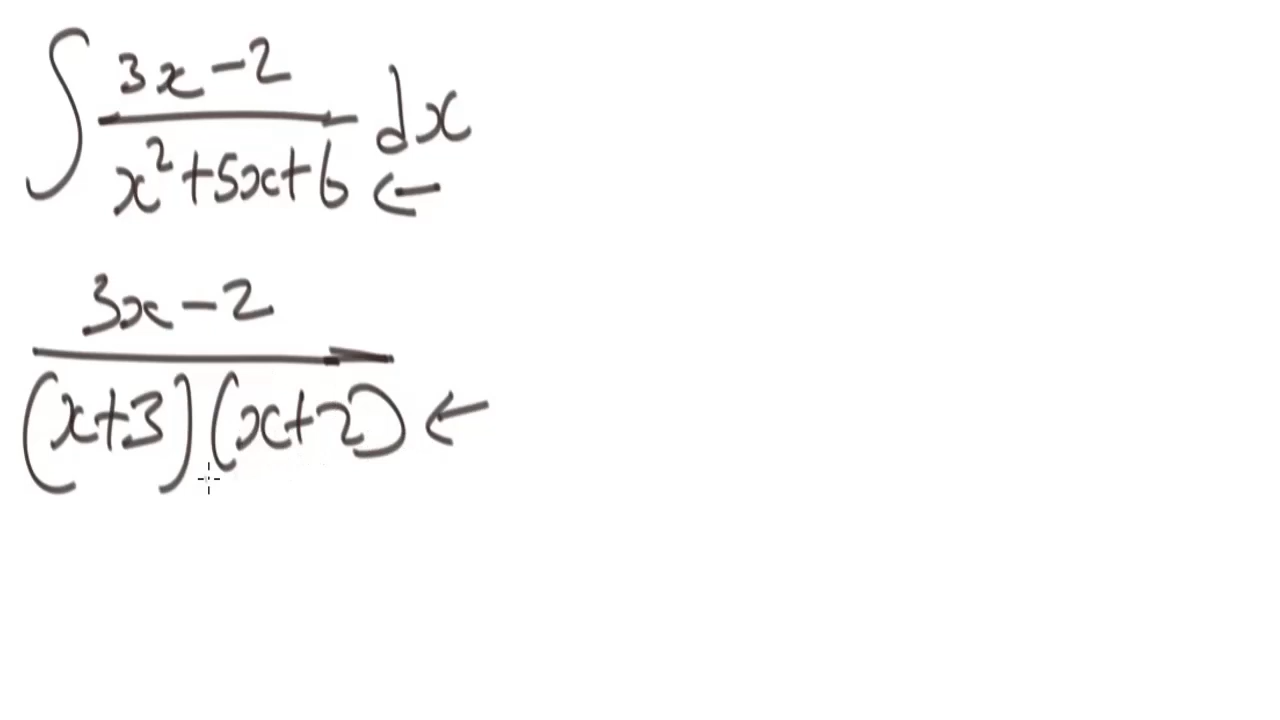 ∫ 3x-2
x²+5x+6 dx ←
3x-2
(x+3)(x+2) ←